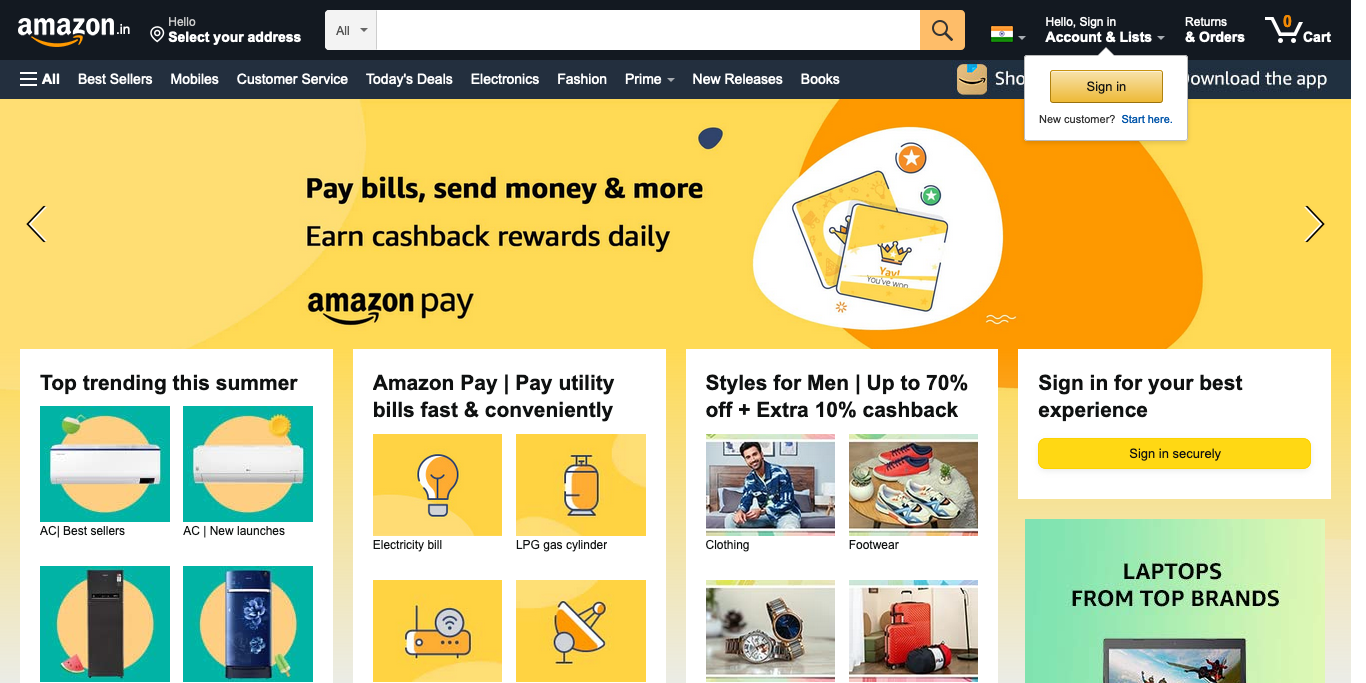 amazon.in
Hello
Select your address
All
Hello, Sign in
Account & Lists
Returns
& Orders
0
Cart
All
Best Sellers
Mobiles
Customer Service
Today's Deals
Electronics
Fashion
Prime
New Releases
Books
Sho
ownload the app
Sign in
New customer? Start here.
Pay bills, send money & more
Earn cashback rewards daily
amazon pay
Yay!
You've won
Top trending this summer
AC| Best sellers
AC | New launches
Amazon Pay | Pay utility
bills fast & conveniently
Electricity bill
LPG gas cylinder
Styles for Men | Up to 70%
off + Extra 10% cashback
Clothing
Footwear
Sign in for your best
experience
Sign in securely
LAPTOPS
FROM TOP BRANDS